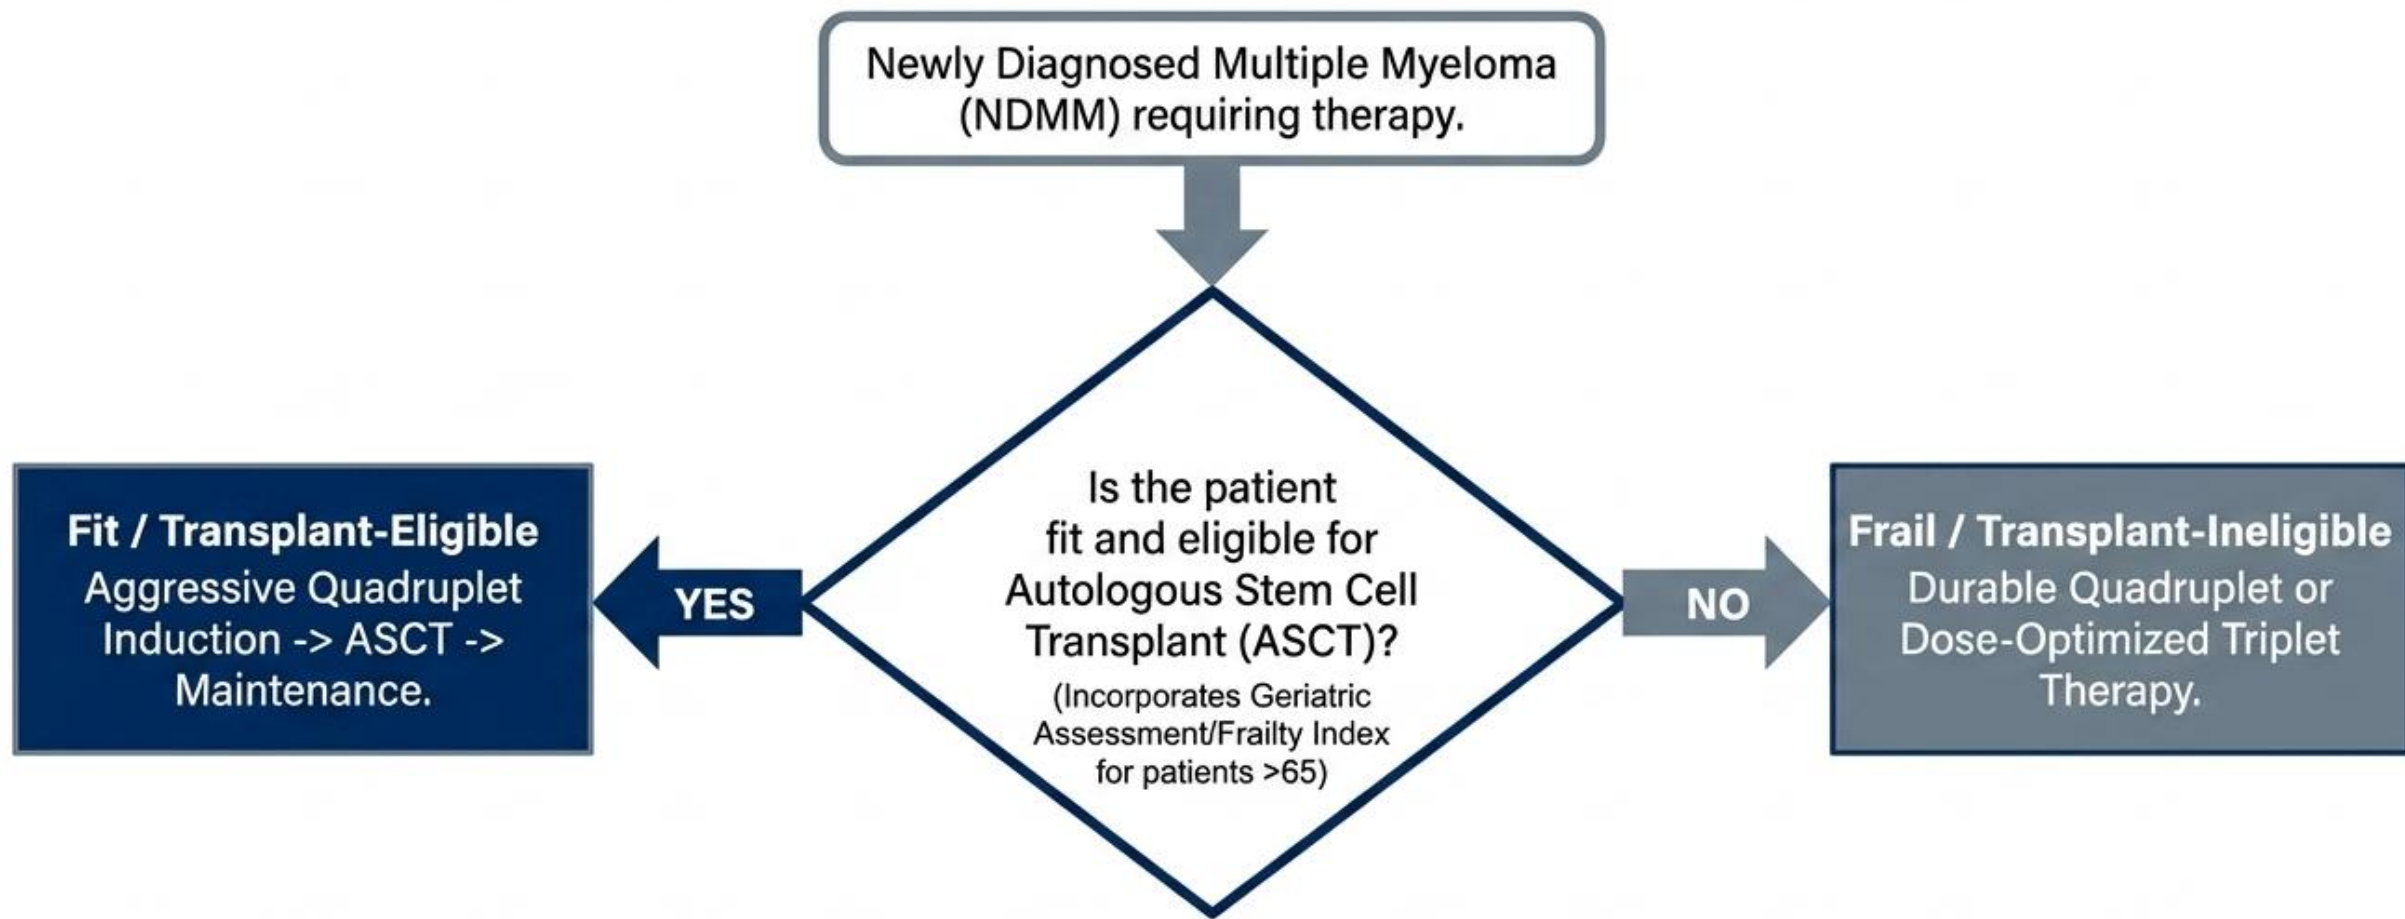 Newly Diagnosed Multiple Myeloma
(NDMM) requiring therapy.
Is the patient
fit and eligible for
Autologous Stem Cell
Transplant (ASCT)?
(Incorporates Geriatric
Assessment/Frailty Index
for patients >65)
YES
Fit / Transplant-Eligible
Aggressive Quadruplet
Induction -> ASCT ->
Maintenance.
NO
Frail / Transplant-Ineligible
Durable Quadruplet or
Dose-Optimized Triplet
Therapy.